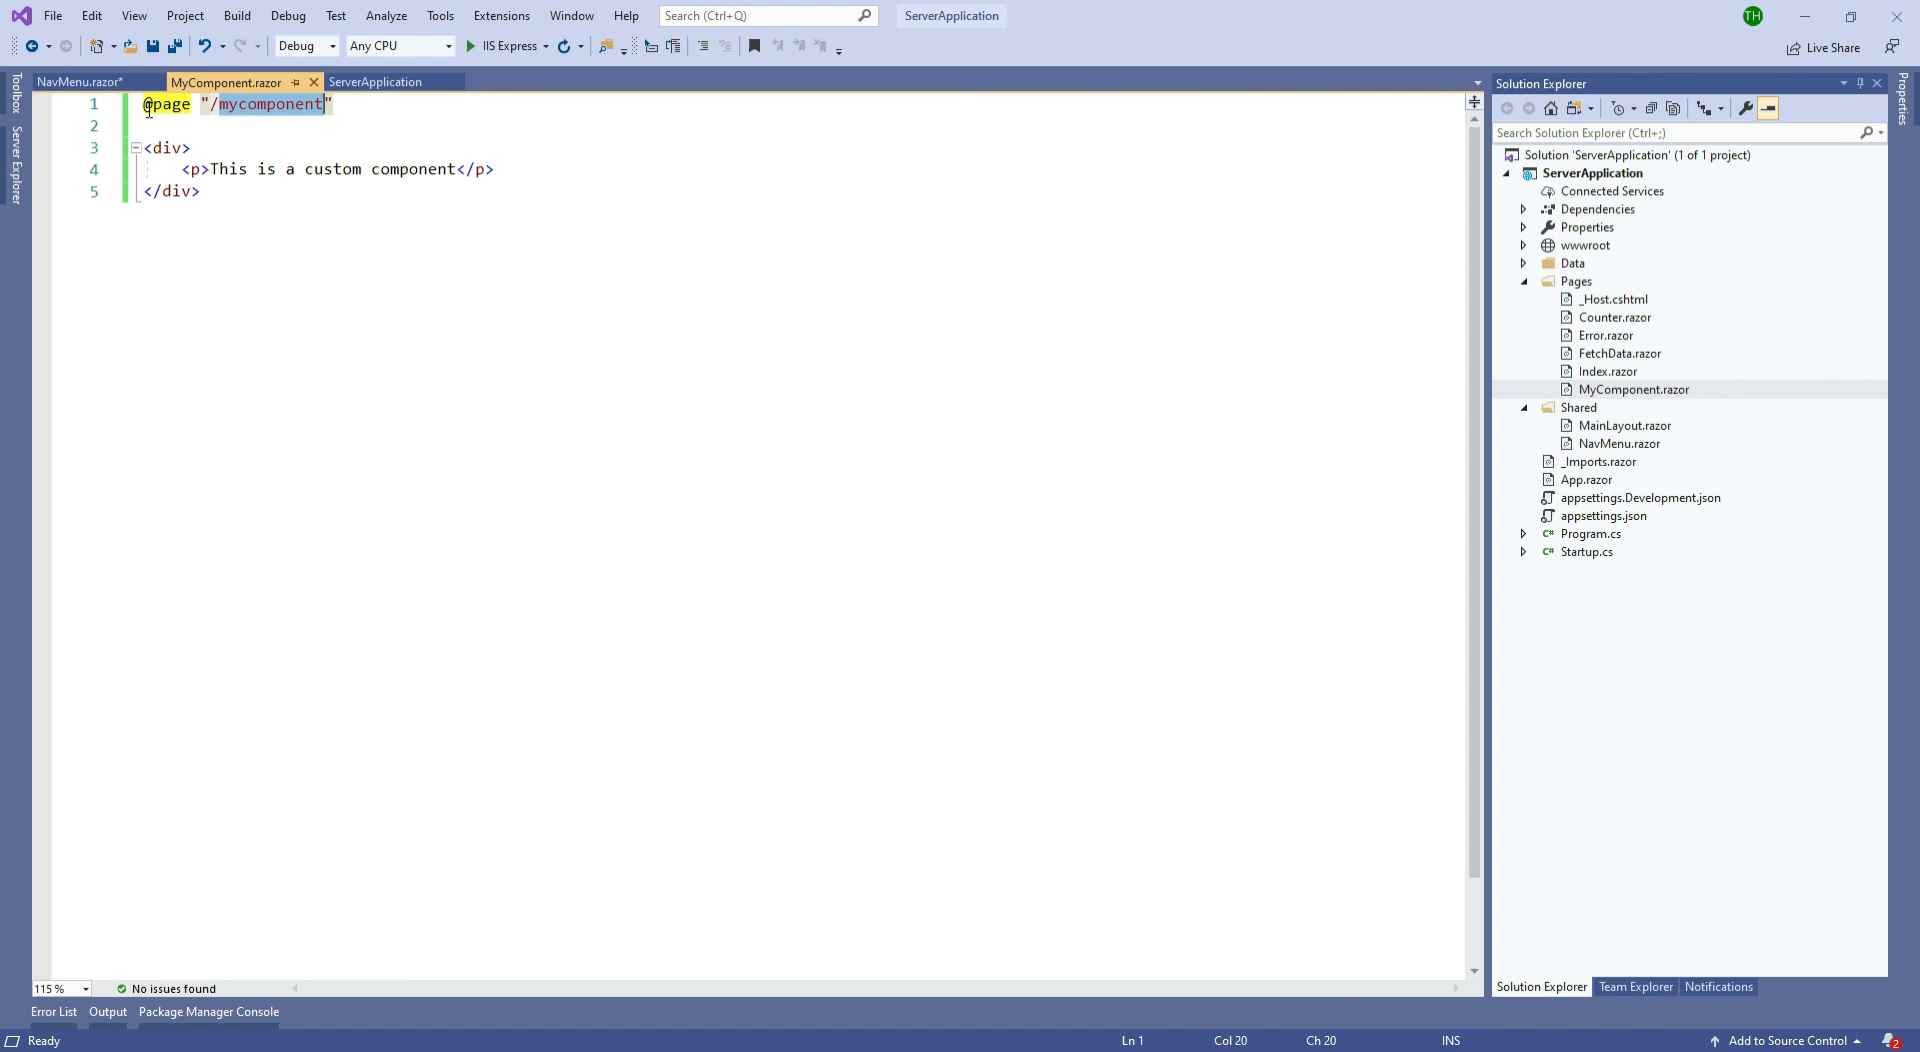 File Edit View Project Build Debug Test Analyze Tools Extensions Window Help Search (Ctrl+Q) ServerApplication TH
Debug Any CPU IIS Express Live Share
Toolbox
Server Explorer
NavMenu.razor* MyComponent.razor ServerApplication
1 @page "/mycomponent"
2
3 <div>
4 <p>This is a custom component</p>
5 </div>
115 % No issues found
Error List Output Package Manager Console
Solution Explorer
Search Solution Explorer (Ctrl+;)
Solution 'ServerApplication' (1 of 1 project)
ServerApplication
Connected Services
Dependencies
Properties
wwwroot
Data
Pages
_Host.cshtml
Counter.razor
Error.razor
FetchData.razor
Index.razor
MyComponent.razor
Shared
MainLayout.razor
NavMenu.razor
_Imports.razor
App.razor
appsettings.Development.json
appsettings.json
C# Program.cs
C# Startup.cs
Solution Explorer Team Explorer Notifications
Properties
Ready Ln 1 Col 20 Ch 20 INS Add to Source Control 2